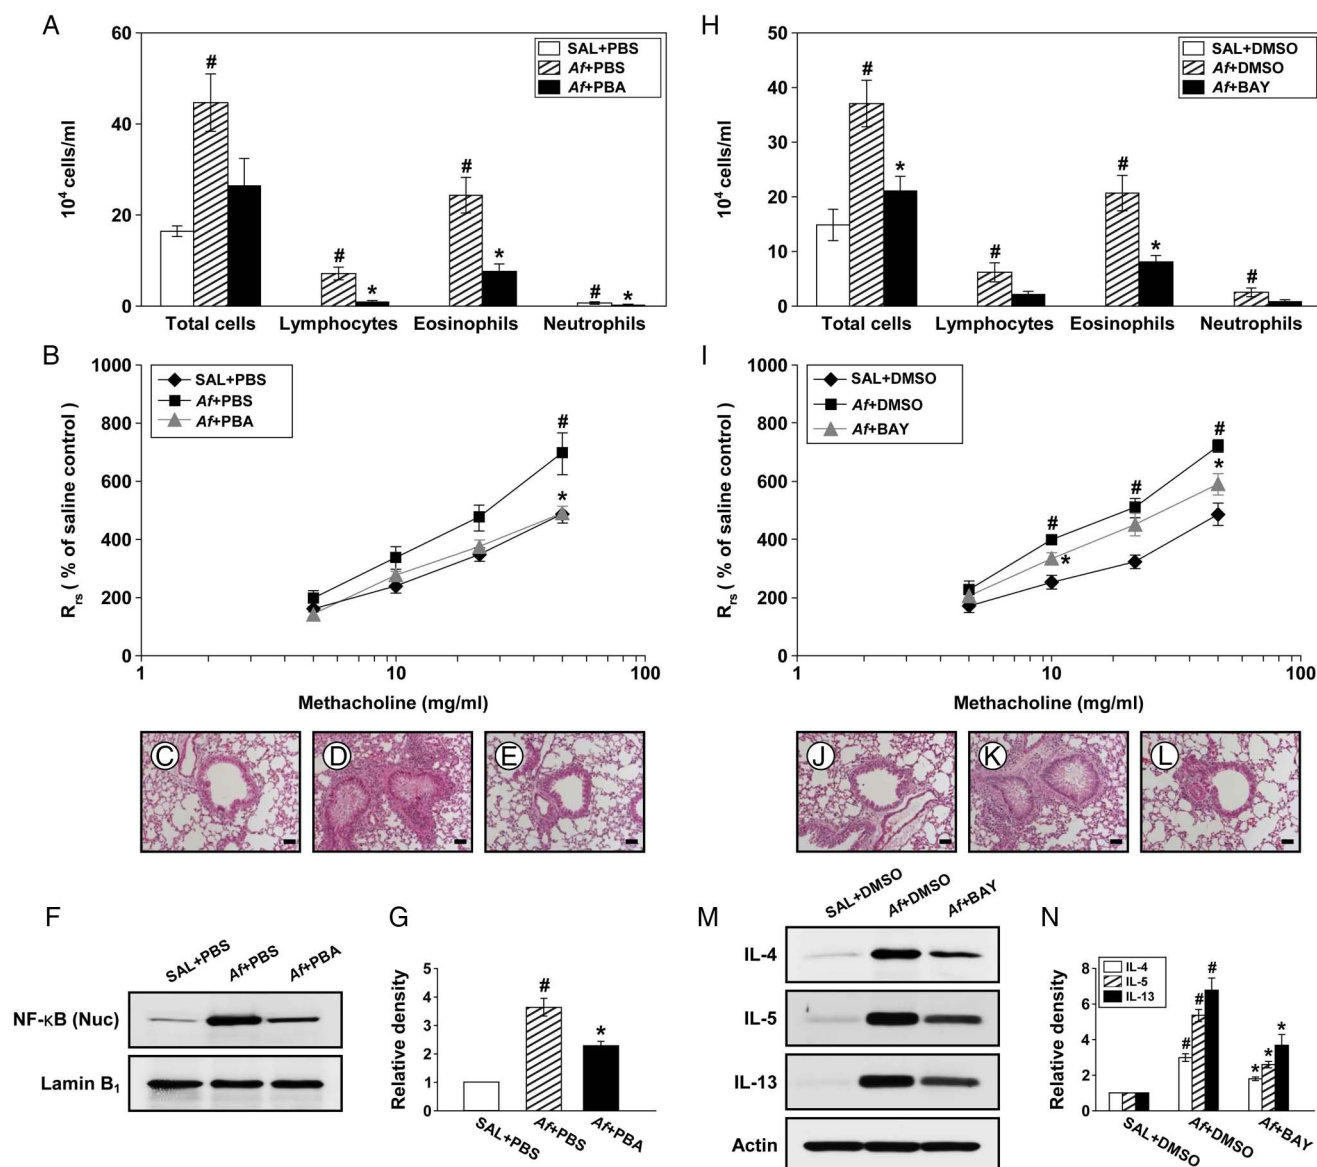 A
60
40
20
0
10⁴ cells/ml
SAL+PBS
Af+PBS
Af+PBA
#
#
*
#
*
#
*
Total cells Lymphocytes Eosinophils Neutrophils
H
50
40
30
20
10
0
10⁴ cells/ml
SAL+DMSO
Af+DMSO
Af+BAY
#
*
#
#
*
#
Total cells Lymphocytes Eosinophils Neutrophils
B
1000
800
600
400
200
0
Rrs ( % of saline control )
SAL+PBS
Af+PBS
Af+PBA
#
*
1 10 100
Methacholine (mg/ml)
I
1000
800
600
400
200
0
Rrs ( % of saline control )
SAL+DMSO
Af+DMSO
Af+BAY
#
*
#
#
*
1 10 100
Methacholine (mg/ml)
C D E
J K L
F
SAL+PBS Af+PBS Af+PBA
NF-κB (Nuc)
Lamin B₁
G
5
4
3
2
1
0
Relative density
#
*
SAL+PBS Af+PBS Af+PBA
M
SAL+DMSO Af+DMSO Af+BAY
IL-4
IL-5
IL-13
Actin
N
8
6
4
2
0
Relative density
IL-4
IL-5
IL-13
# # #
* * *
SAL+DMSO Af+DMSO Af+BAY